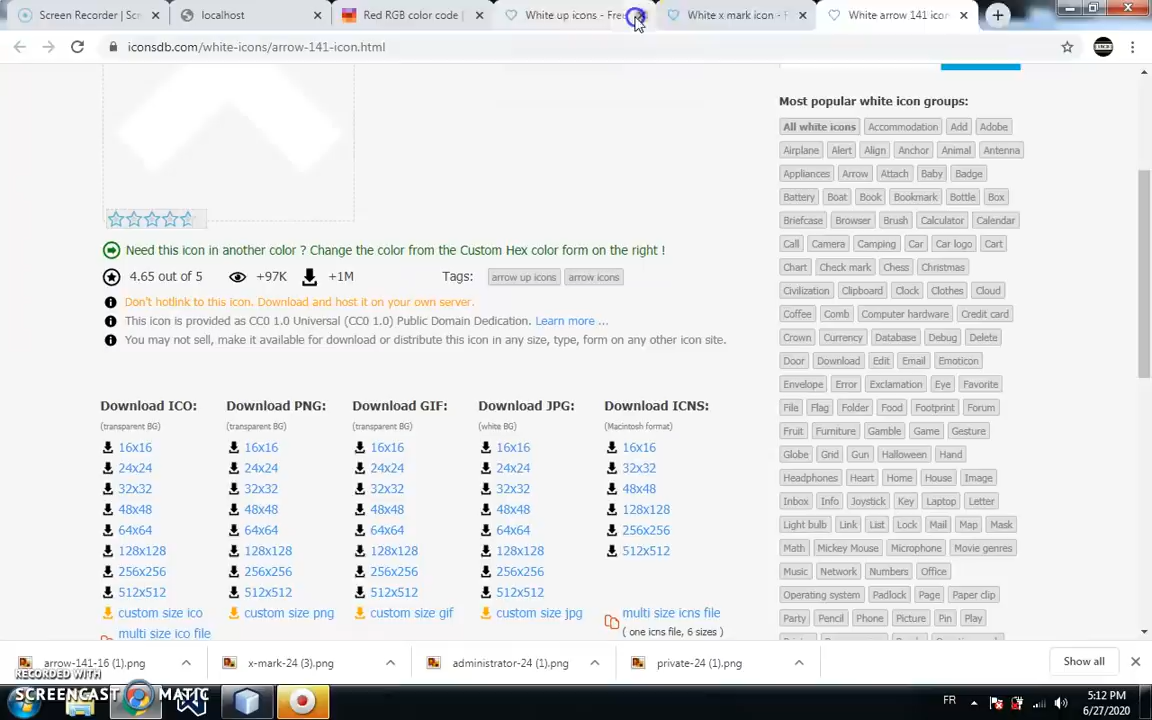 Screen Recorder | Scr
localhost
Red RGB color code |
White up icons - Free
White x mark icon - F
White arrow 141 icon
iconsdb.com/white-icons/arrow-141-icon.html
Need this icon in another color ? Change the color from the Custom Hex color form on the right !
4.65 out of 5 +97K +1M Tags: arrow up icons arrow icons
Don't hotlink to this icon. Download and host it on your own server.
This icon is provided as CC0 1.0 Universal (CC0 1.0) Public Domain Dedication. Learn more ...
You may not sell, make it available for download or distribute this icon in any size, type, form on any other icon site.
Download ICO: Download PNG: Download GIF: Download JPG: Download ICNS:
(transparent BG) (transparent BG) (transparent BG) (white BG) (Macintosh format)
16x16 16x16 16x16 16x16 16x16
24x24 24x24 24x24 24x24 32x32
32x32 32x32 32x32 32x32 48x48
48x48 48x48 48x48 48x48 128x128
64x64 64x64 64x64 64x64 256x256
128x128 128x128 128x128 128x128 512x512
256x256 256x256 256x256 256x256
512x512 512x512 512x512 512x512
custom size ico custom size png custom size gif custom size jpg multi size icns file
multi size ico file ( one icns file, 6 sizes )
Most popular white icon groups:
All white icons Accommodation Add Adobe
Airplane Alert Align Anchor Animal Antenna
Appliances Arrow Attach Baby Badge
Battery Boat Book Bookmark Bottle Box
Briefcase Browser Brush Calculator Calendar
Call Camera Camping Car Car logo Cart
Chart Check mark Chess Christmas
Civilization Clipboard Clock Clothes Cloud
Coffee Comb Computer hardware Credit card
Crown Currency Database Debug Delete
Door Download Edit Email Emoticon
Envelope Error Exclamation Eye Favorite
File Flag Folder Food Footprint Forum
Fruit Furniture Gamble Game Gesture
Globe Grid Gun Halloween Hand
Headphones Heart Home House Image
Inbox Info Joystick Key Laptop Letter
Light bulb Link List Lock Mail Map Mask
Math Mickey Mouse Microphone Movie genres
Music Network Numbers Office
Operating system Padlock Page Paper clip
Party Pencil Phone Picture Pin Play
arrow-141-16 (1).png
x-mark-24 (3).png
administrator-24 (1).png
private-24 (1).png
Show all
RECORDED WITH
SCREENCAST MATIC
FR
5:12 PM
6/27/2020